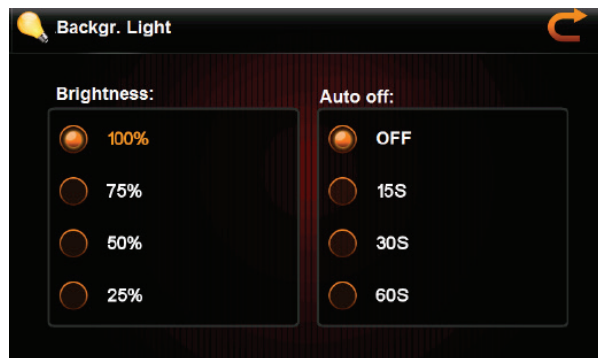 Backgr. Light
Brightness:
100%
75%
50%
25%
Auto off:
OFF
15S
30S
60S